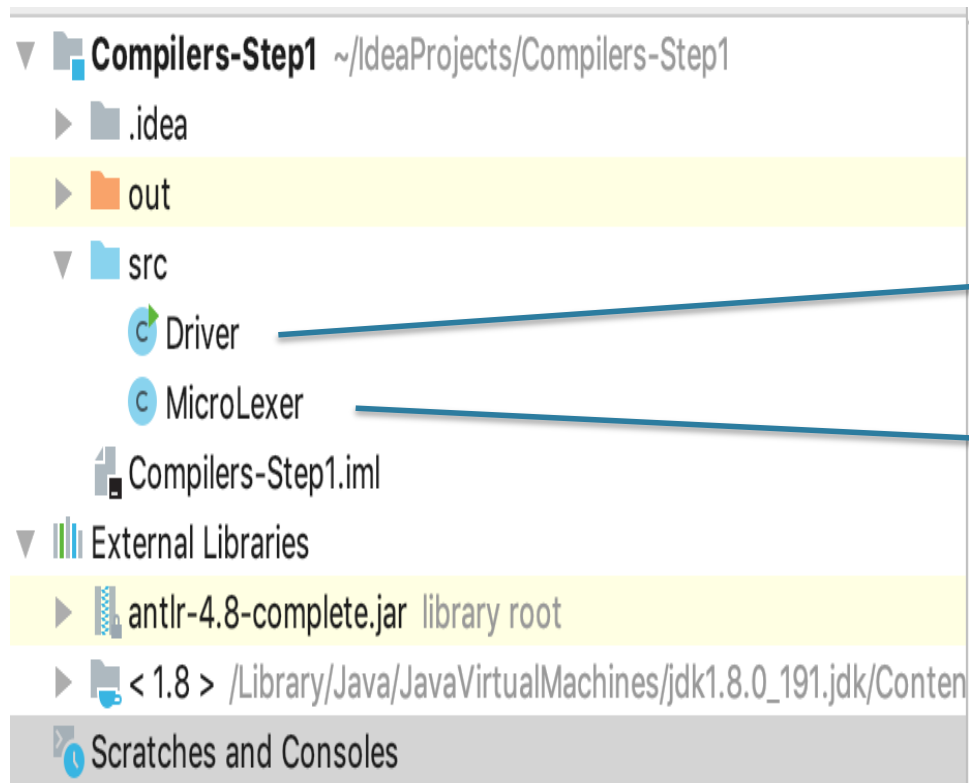 Compilers-Step1 ~/IdeaProjects/Compilers-Step1
.idea
out
src
C Driver
C MicroLexer
Compilers-Step1.iml
External Libraries
antlr-4.8-complete.jar library root
< 1.8 > /Library/Java/JavaVirtualMachines/jdk1.8.0_191.jdk/Conten
Scratches and Consoles